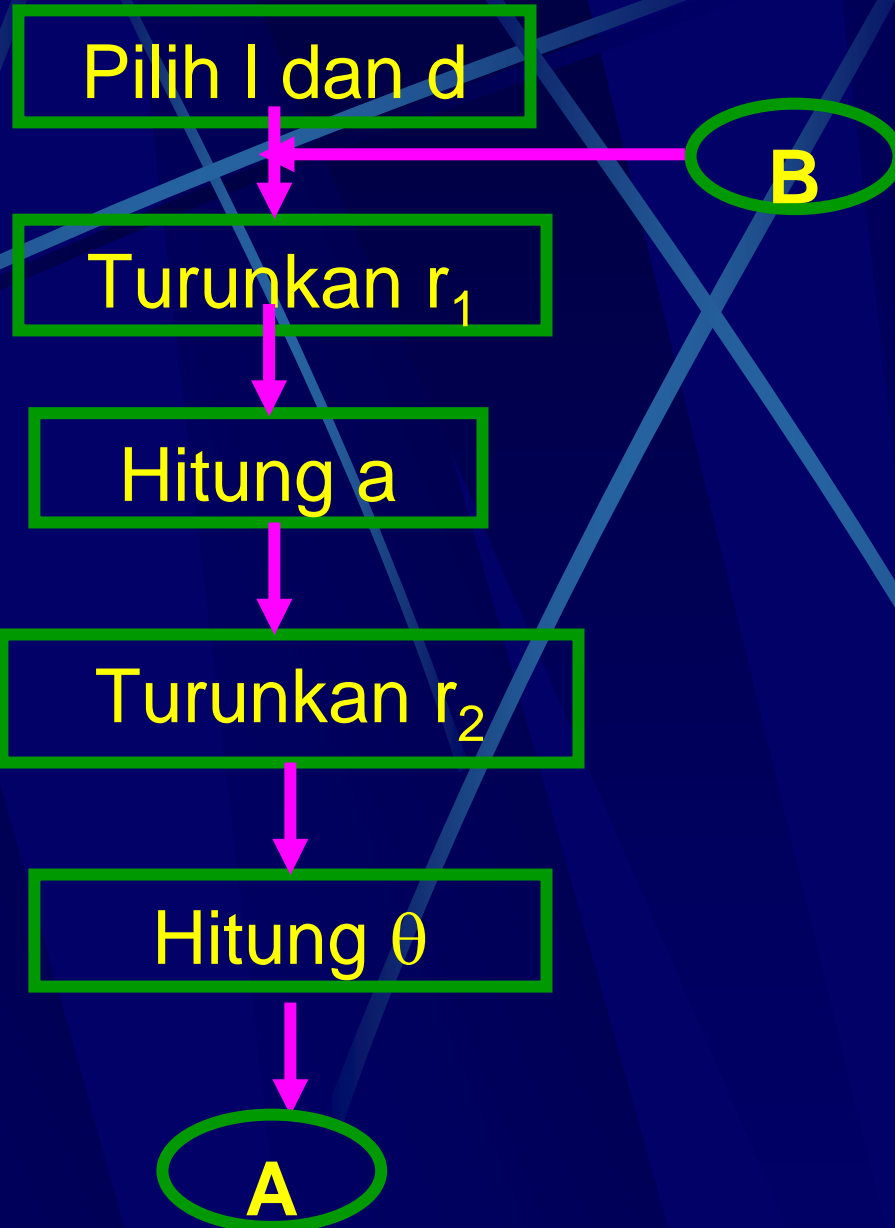 Pilih l dan d
B
Turunkan r₁
Hitung a
Turunkan r₂
Hitung θ
A